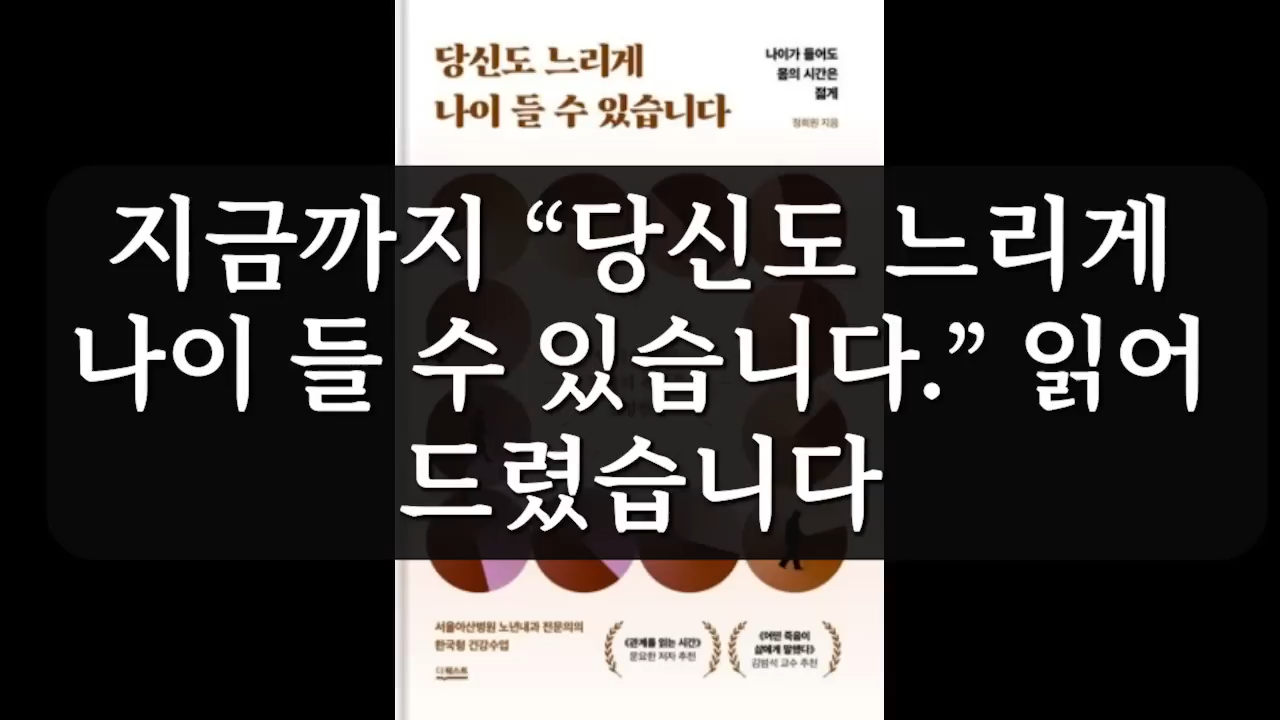 당신도 느리게
나이 들 수 있습니다
나이가 들어도
몸의 시간은
젊게
정희원 지음
지금까지 “당신도 느리게
나이 들 수 있습니다.” 읽어
드렸습니다
서울아산병원 노년내과 전문의의
한국형 건강수업
더 퀘스트
《관계를 읽는 시간》
문요한 저자 추천
《어떤 죽음이
삶에게 말했다》
김범석 교수 추천